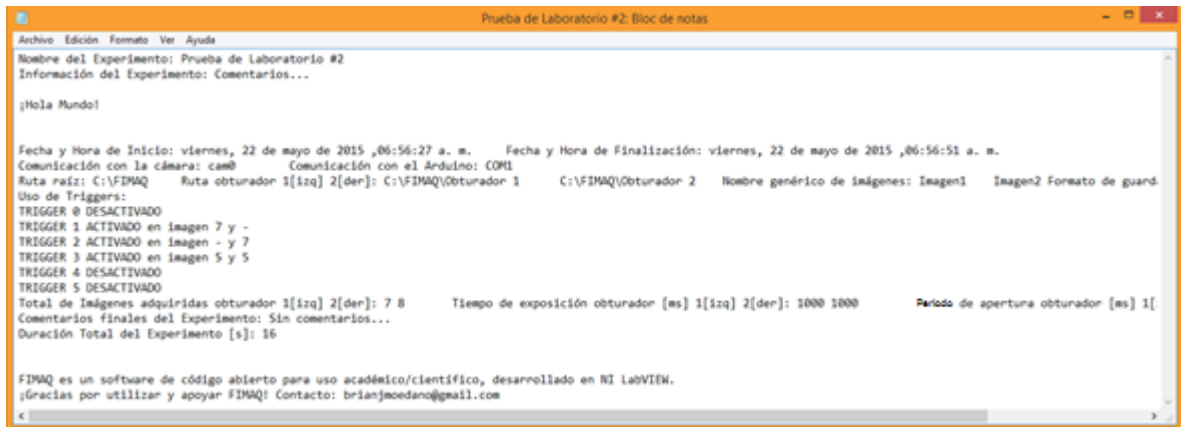 Prueba de Laboratorio #2: Bloc de notas
Archivo Edición Formato Ver Ayuda
Nombre del Experimento: Prueba de Laboratorio #2
Información del Experimento: Comentarios...
¡Hola Mundo!
Fecha y Hora de Inicio: viernes, 22 de mayo de 2015 ,06:56:27 a. m. Fecha y Hora de Finalización: viernes, 22 de mayo de 2015 ,06:56:51 a. m.
Comunicación con la cámara: cam0 Comunicación con el Arduino: COM1
Ruta raíz: C:\FIMAQ Ruta obturador 1[izq] 2[der]: C:\FIMAQ\Obturador 1 C:\FIMAQ\Obturador 2 Nombre genérico de imágenes: Imagen1 Imagen2 Formato de guard
Uso de Triggers:
TRIGGER 0 DESACTIVADO
TRIGGER 1 ACTIVADO en imagen 7 y -
TRIGGER 2 ACTIVADO en imagen - y 7
TRIGGER 3 ACTIVADO en imagen 5 y 5
TRIGGER 4 DESACTIVADO
TRIGGER 5 DESACTIVADO
Total de Imágenes adquiridas obturador 1[izq] 2[der]: 7 8 Tiempo de exposición obturador [ms] 1[izq] 2[der]: 1000 1000 Periodo de apertura obturador [ms] 1[
Comentarios finales del Experimento: Sin comentarios...
Duración Total del Experimento [s]: 16
FIMAQ es un software de código abierto para uso académico/científico, desarrollado en NI LabVIEW.
¡Gracias por utilizar y apoyar FIMAQ! Contacto: brianjmoedano@gmail.com